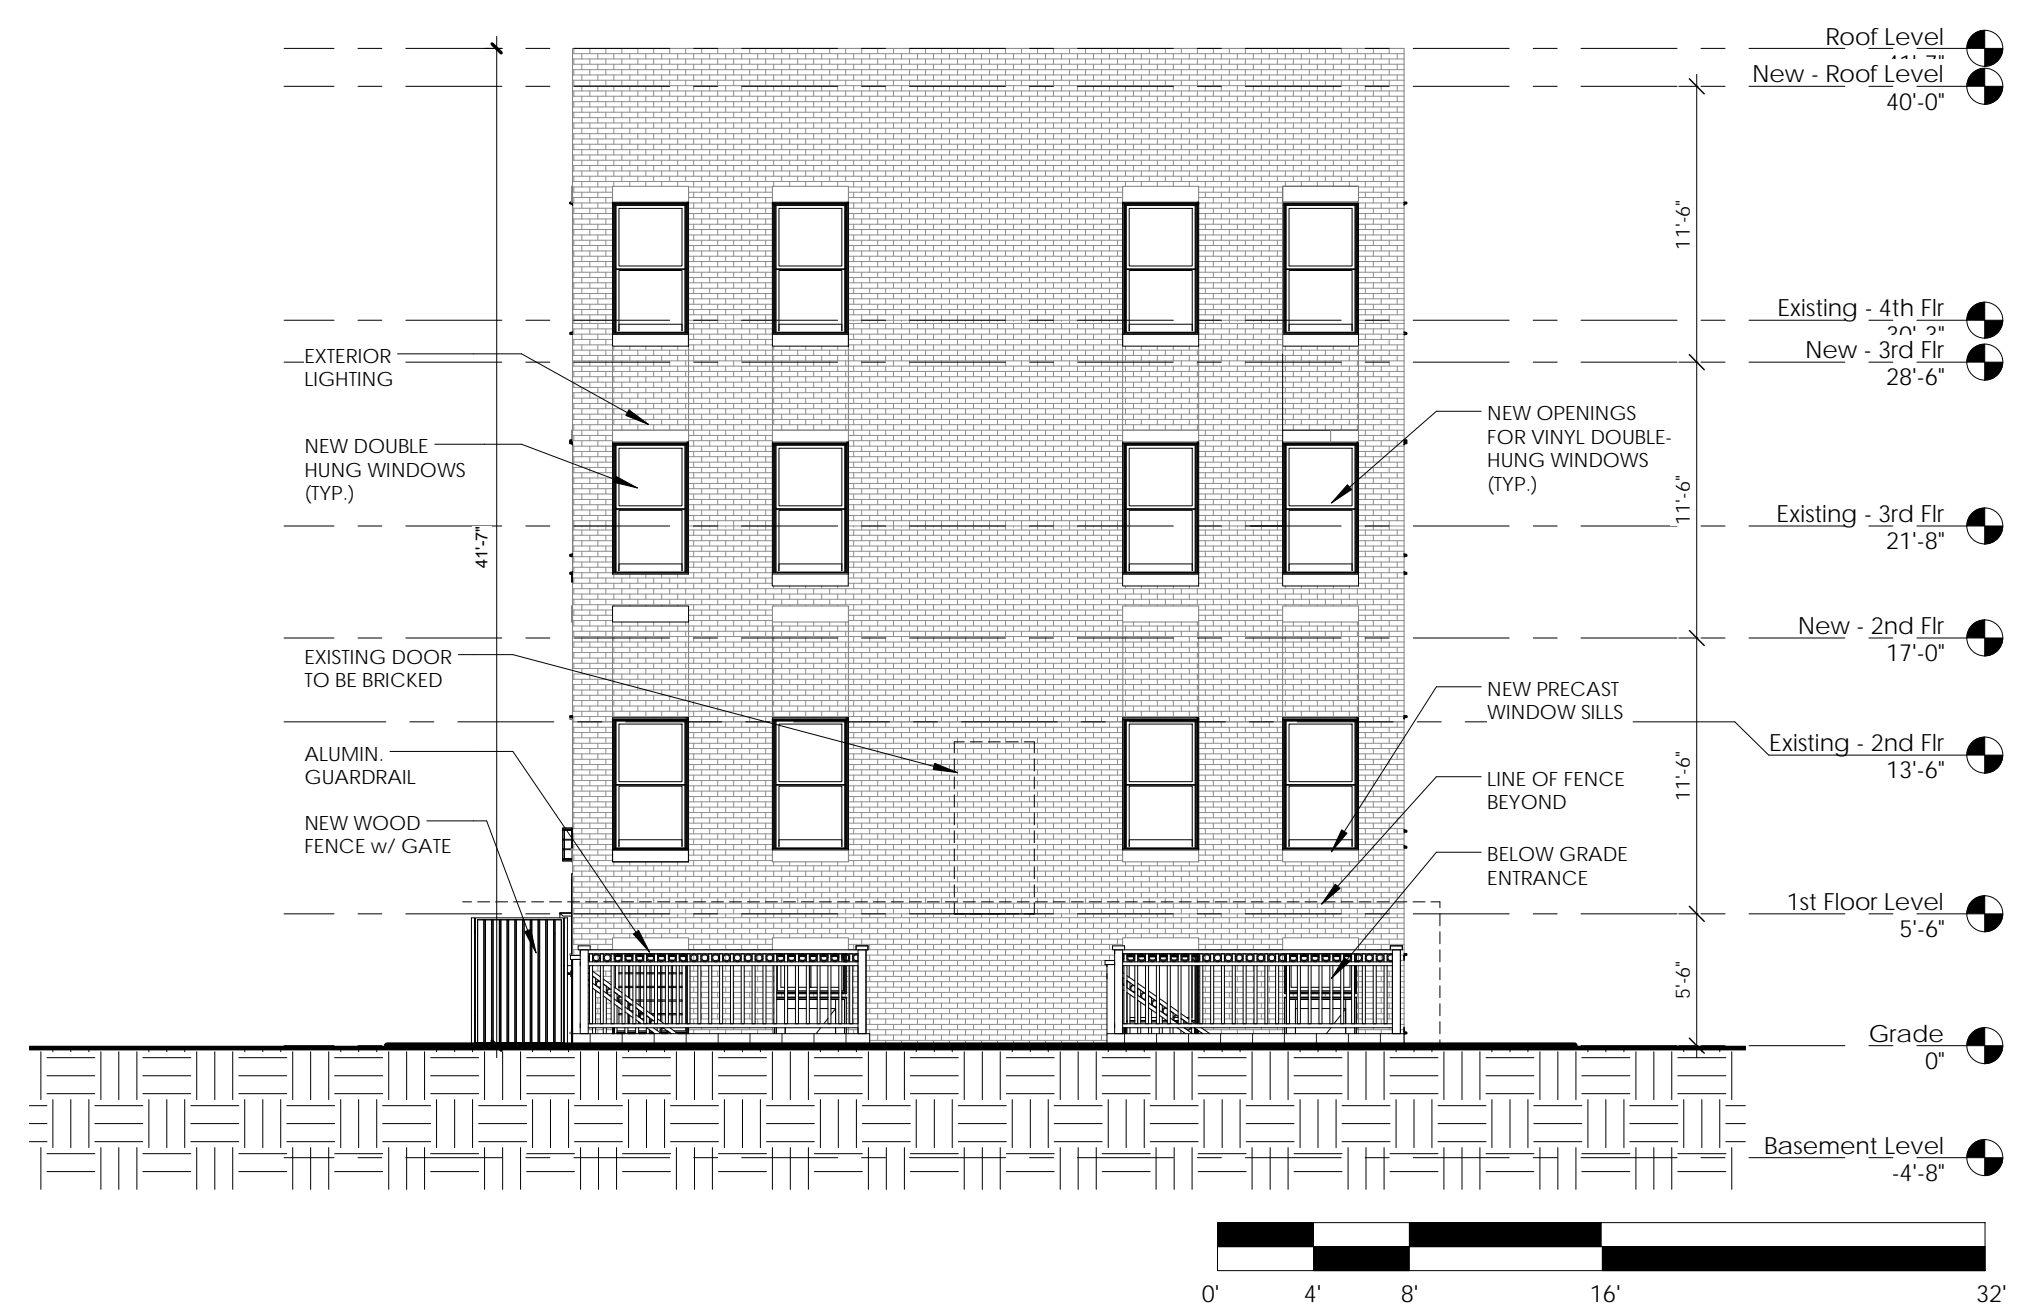 Roof Level
New - Roof Level
40'-0"
11'-6"
Existing - 4th Flr
New - 3rd Flr
28'-6"
EXTERIOR
LIGHTING
NEW DOUBLE
HUNG WINDOWS
(TYP.)
NEW OPENINGS
FOR VINYL DOUBLE-
HUNG WINDOWS
(TYP.)
11'-6"
Existing - 3rd Flr
21'-8"
41'-7"
New - 2nd Flr
17'-0"
EXISTING DOOR
TO BE BRICKED
NEW PRECAST
WINDOW SILLS
Existing - 2nd Flr
13'-6"
ALUMIN.
GUARDRAIL
11'-6"
LINE OF FENCE
BEYOND
NEW WOOD
FENCE w/ GATE
BELOW GRADE
ENTRANCE
1st Floor Level
5'-6"
5'-6"
Grade
0"
Basement Level
-4'-8"
0' 4' 8' 16' 32'